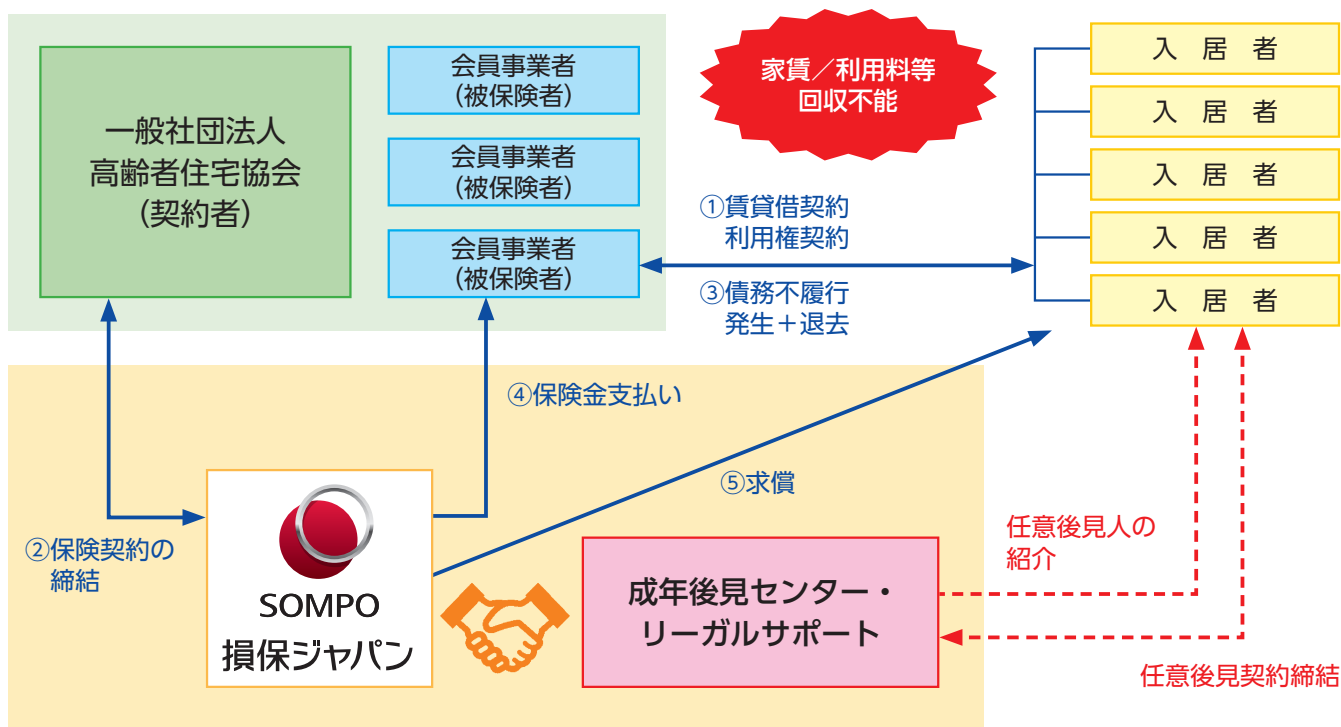 一般社団法人
高齢者住宅協会
（契約者）
会員事業者
（被保険者）
会員事業者
（被保険者）
会員事業者
（被保険者）
家賃／利用料等
回収不能
入居者
入居者
入居者
入居者
入居者
①賃貸借契約
利用権契約
③債務不履行
発生＋退去
④保険金支払い
⑤求償
②保険契約の
締結
SOMPO
損保ジャパン
成年後見センター・
リーガルサポート
任意後見人の
紹介
任意後見契約締結